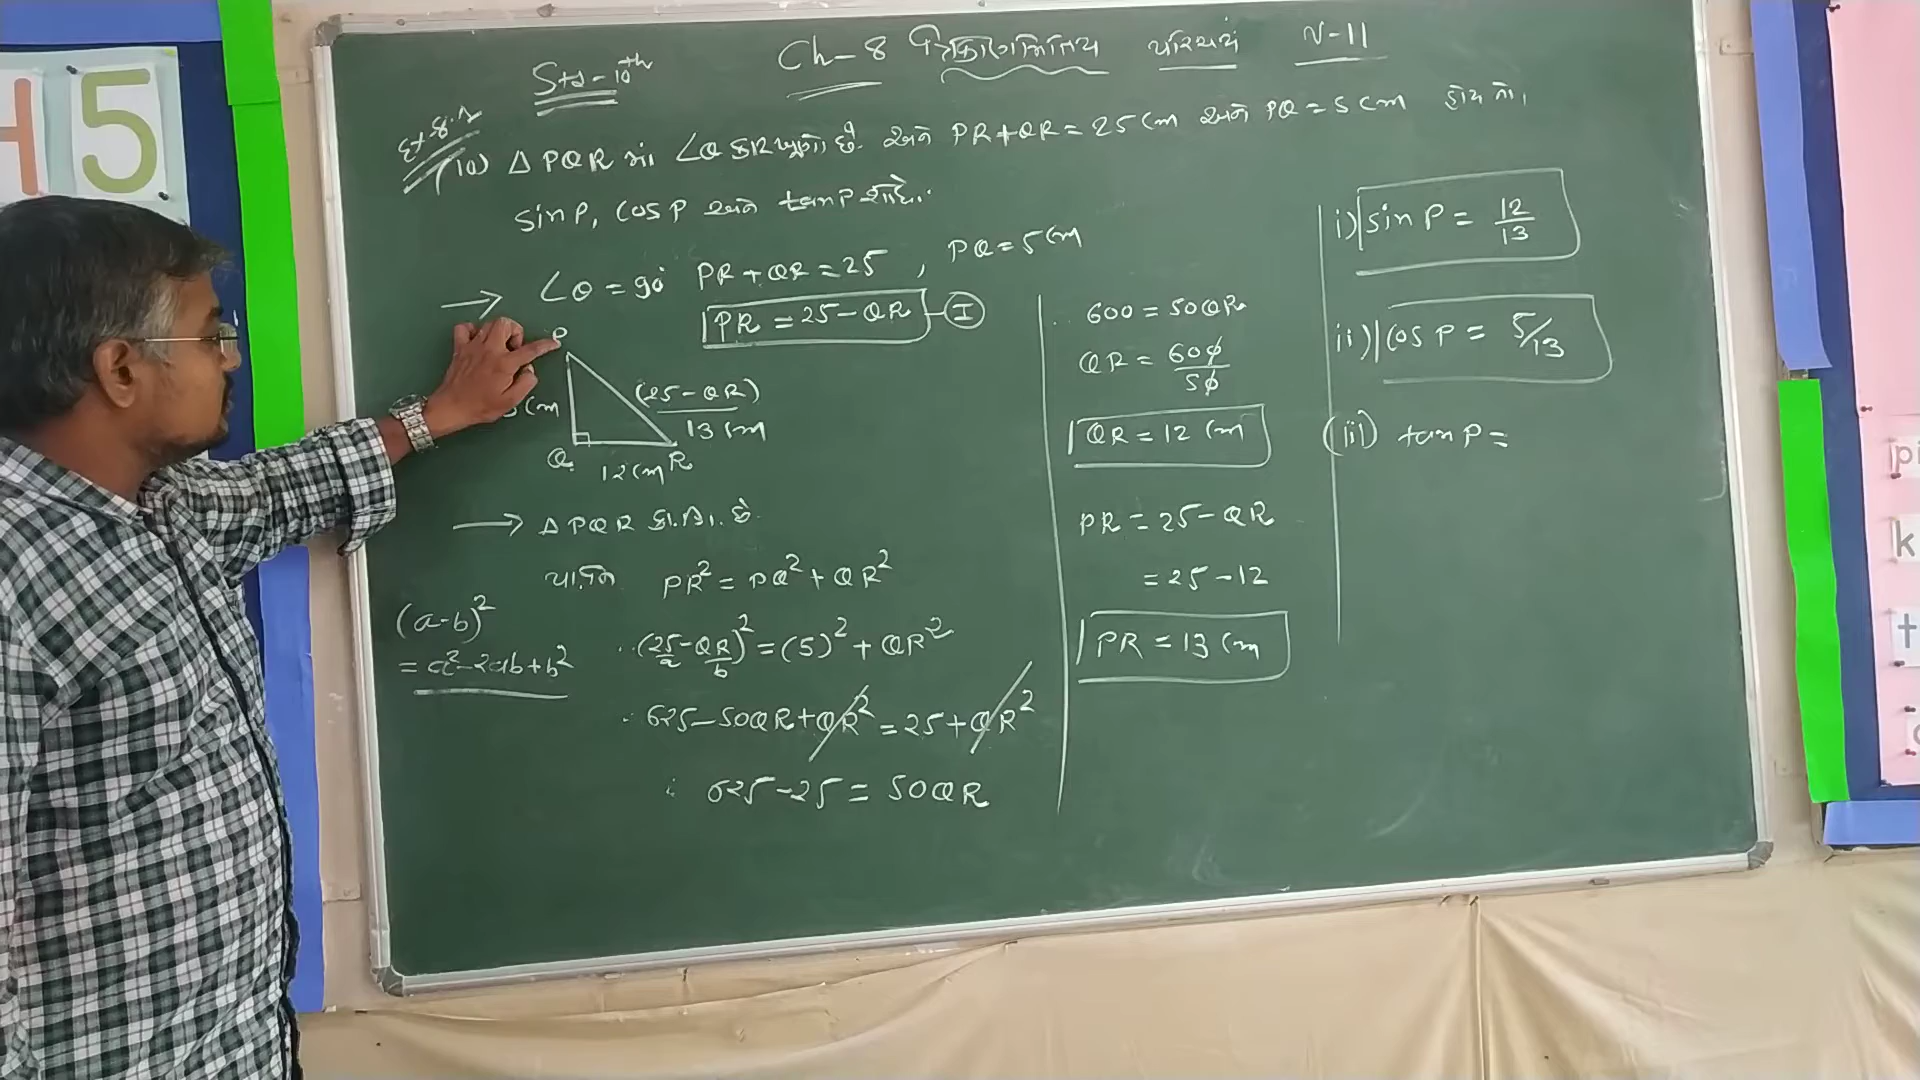 Std-10th
Ch-8 ત્રિકોણમિતિય પરિચય V-11
Ex 8.1
(10) △ PQR માં ∠Q કાટખૂણો છે. અને PR+QR = 25 cm અને PQ = 5 cm હોય તો,
sin P, cos P અને tan P શોધો.
→ ∠Q = 90° PR + QR = 25 , PQ = 5 cm
PR = 25 - QR - I
P
5 cm
(25 - QR)
13 cm
Q
12 cm R
→ △ PQR કા.ત્રિ. છે.
PR² = PQ² + QR²
(a-b)²
= a²-2ab+b²
(25-QR)² = (5)² + QR²
a b
625-50QR+QR² = 25+QR²
∴ 625-25 = 50QR
600 = 50QR
QR = 600/50
QR = 12 cm
PR = 25-QR
= 25-12
PR = 13 cm
i) sin P = 12/13
ii) cos P = 5/13
(iii) tan P =
45
k